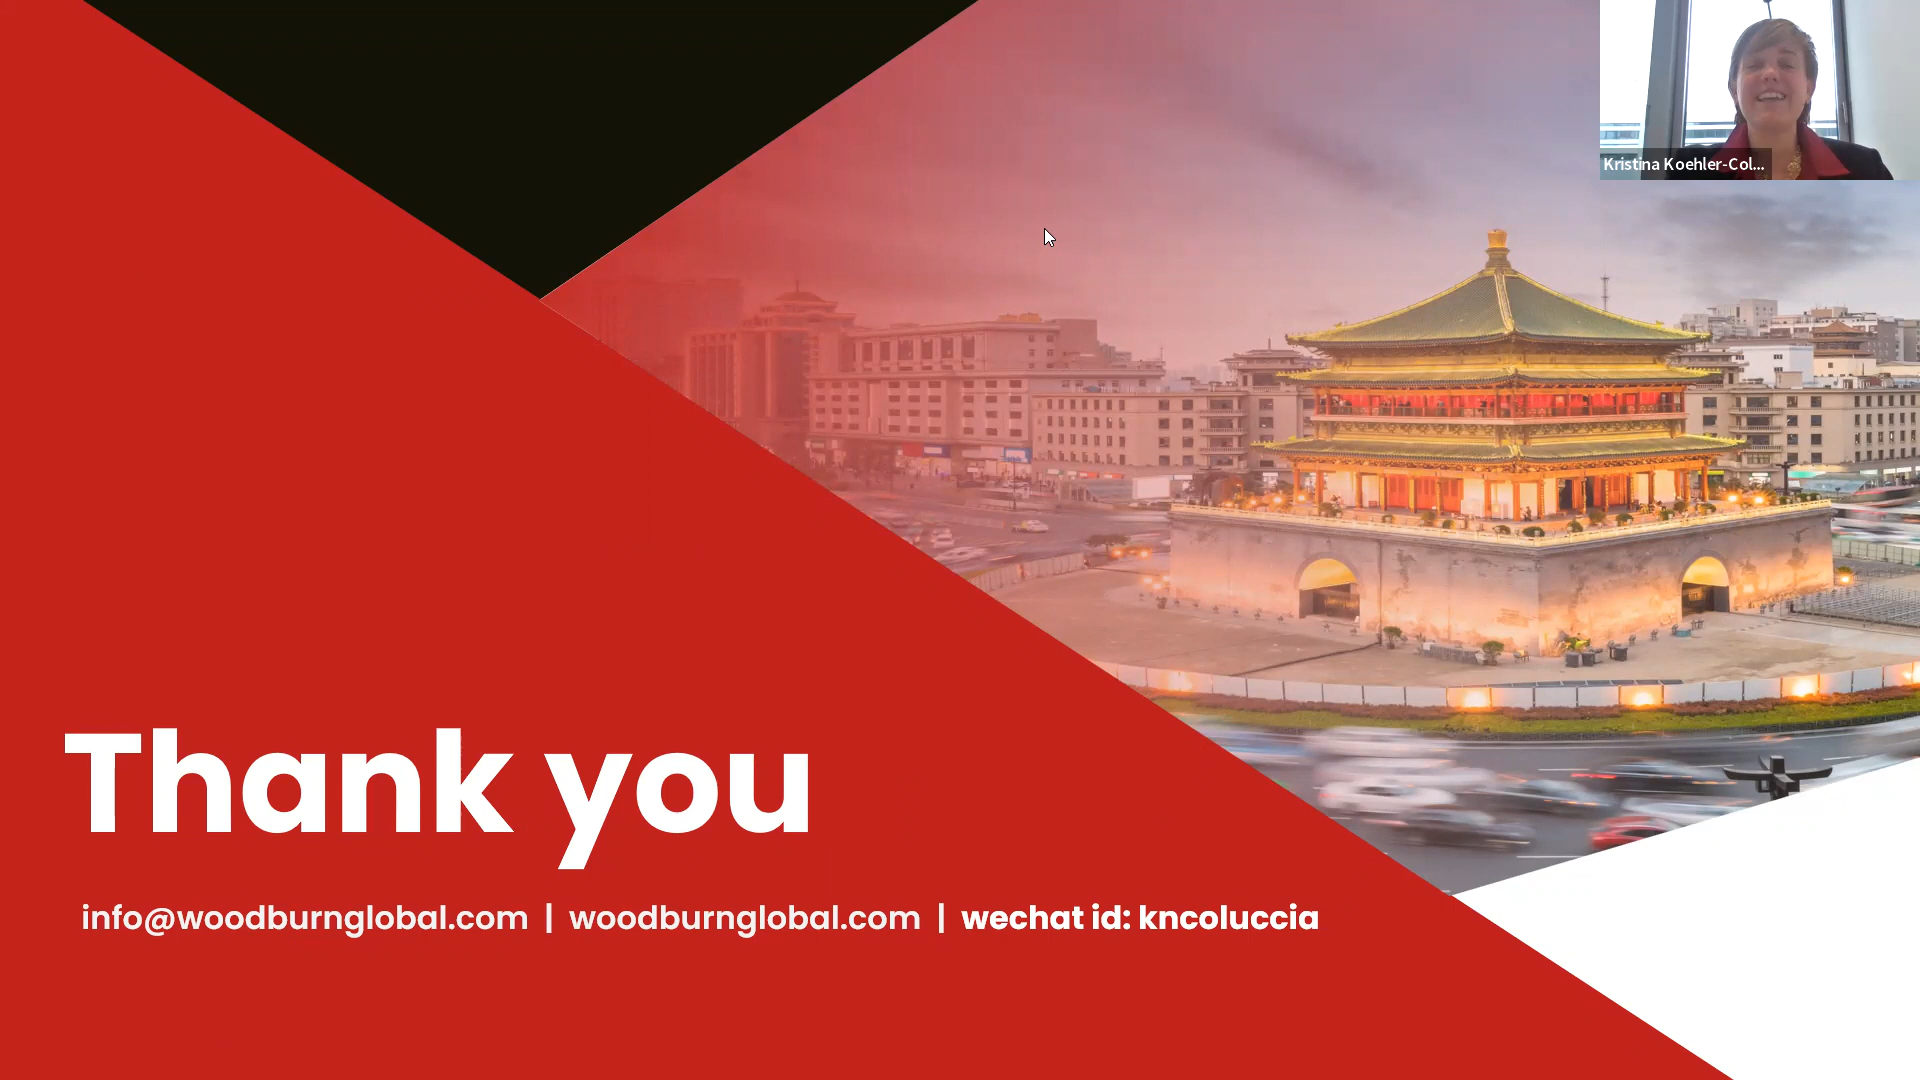 Kristina Koehler-Col...
Thank you
info@woodburnglobal.com | woodburnglobal.com | wechat id: kncoluccia